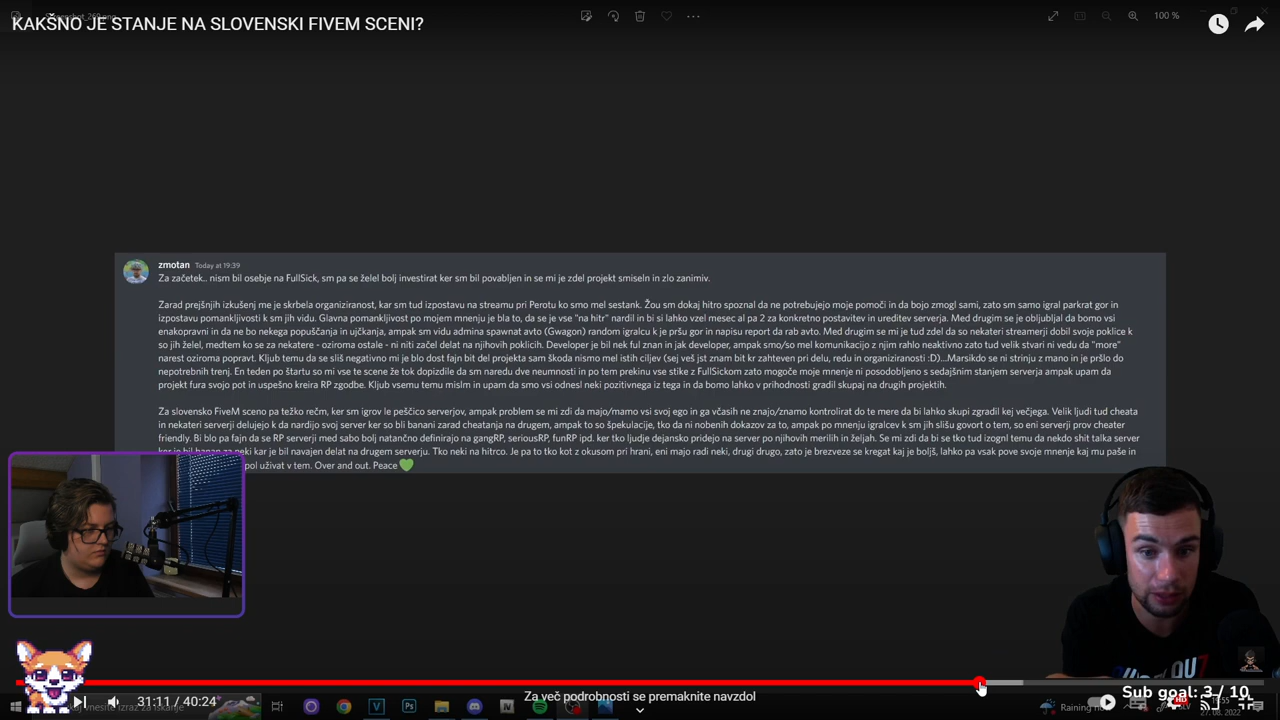 KAKŠNO JE STANJE NA SLOVENSKI FIVEM SCENI?
100 %
zmotan Today at 19:39
Za začetek.. nism bil osebje na FullSick, sm pa se želel bolj investirat ker sm bil povabljen in se mi je zdel projekt smiseln in zlo zanimiv.
Zarad prejšnjih izkušenj me je skrbela organiziranost, kar sm tud izpostavu na streamu pri Perotu ko smo mel sestank. Žou sm dokaj hitro spoznal da ne potrebujejo moje pomoči in da bojo zmogl sami, zato sm samo igral parkrat gor in
izpostavu pomankljivosti k sm jih vidu. Glavna pomankljivost po mojem mnenju je bla to, da se je vse "na hitr" nardil in bi si lahko vzel mesec al pa 2 za konkretno postavitev in ureditev serverja. Med drugim se je obljubljal da bomo vsi
enakopravni in da ne bo nekega popuščanja in ujčkanja, ampak sm vidu admina spawnat avto (Gwagon) random igralcu k je pršu gor in napisu report da rab avto. Med drugim se mi je tud zdel da so nekateri streamerji dobil svoje poklice k
so jih žel, medtem ko se za nekatere - oziroma ostale - ni niti začel delat na njihovih poklicih. Developer je bil nek ful znan in jak developer, ampak smo/so mel komunikazijo z njim rahlo neaktivno zato tud velik stvari ni vedu da "more"
narest oziroma popravt. Kljub temu da se sliš negativno mi je blo dost fajn bit del projekta sam škoda nismo mel istih ciljev (sej veš jst znam bit kr zahteven pri delu, redu in organiziranosti :D)...Marsikdo se ni strinju z mano in je pršlo do
nepotrebnih trenj. En teden po štartu so mi vse te scene že tok dopizdile da sm naredu dve neumnosti in po tem prekinu vse stike z FullSickom zato mogoče moje mnenje ni posodobljeno s sedajšnim stanjem serverja ampak upam da
projekt fura svojo pot in uspešno kreira RP zgodbe. Kljub vsemu temu mislm in upam da smo vsi odnesl neki pozitivnega iz tega in da bomo lahko v prihodnosti gradil skupaj na drugih projektih.
Za slovensko FiveM sceno pa težko rečm, ker sm igrov le peščico serverjov, ampak problem se mi zdi da majo/mamo vsi svoj ego in ga včasih ne znajo/znamo kontrolirat do te mere da bi lahko skupi zgradil kej večjega. Velik ljudi tud cheata
in nekateri serverji delujejo k da nardijo svoj server ker so bli banani zarad cheatanja na drugem, ampak to so špekulacije, tko da ni nobenih dokazov za to, ampak po mnenju igralcev k sm jih slišu govort o tem, so eni serverji prov cheater
friendly. Bi blo pa fajn da se RP serverji med sabo bolj natančno definirajo na gangRP, seriousRP, funRP ipd. ker tko ljudje dejansko pridejo na server po njihovih merilih in željah. Se mi zdi da bi se tko tud izognl temu da nekdo shit talka server
ker je bil banan za neki kar je bil navajen delat na drugem serverju. Tko neki na hitrco. Je pa to tko kot z okusom pri hrani, eni majo radi neki, drugi drugo, zato je brezveze se kregat kaj je boljš, lahko pa vsak pove svoje mnenje kaj mu paše in
pol uživat v tem. Over and out. Peace
31:11 / 40:24
Za več podrobnosti se premaknite navzdol
Sub goal: 3 / 10
vnesite izraz za iskanje
Raining
HD
27. 08. 2022